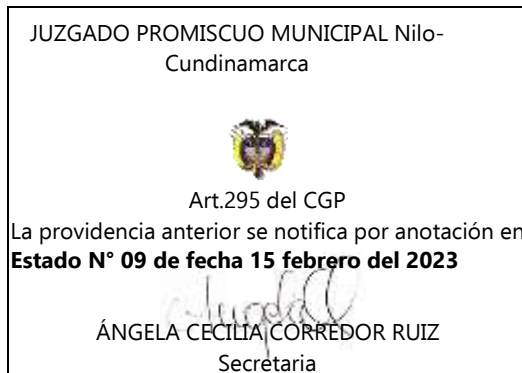 JUZGADO PROMISCUO MUNICIPAL Nilo-
Cundinamarca
Art.295 del CGP
La providencia anterior se notifica por anotación en
Estado N° 09 de fecha 15 febrero del 2023
ÁNGELA CECILIA CORREDOR RUIZ
Secretaria